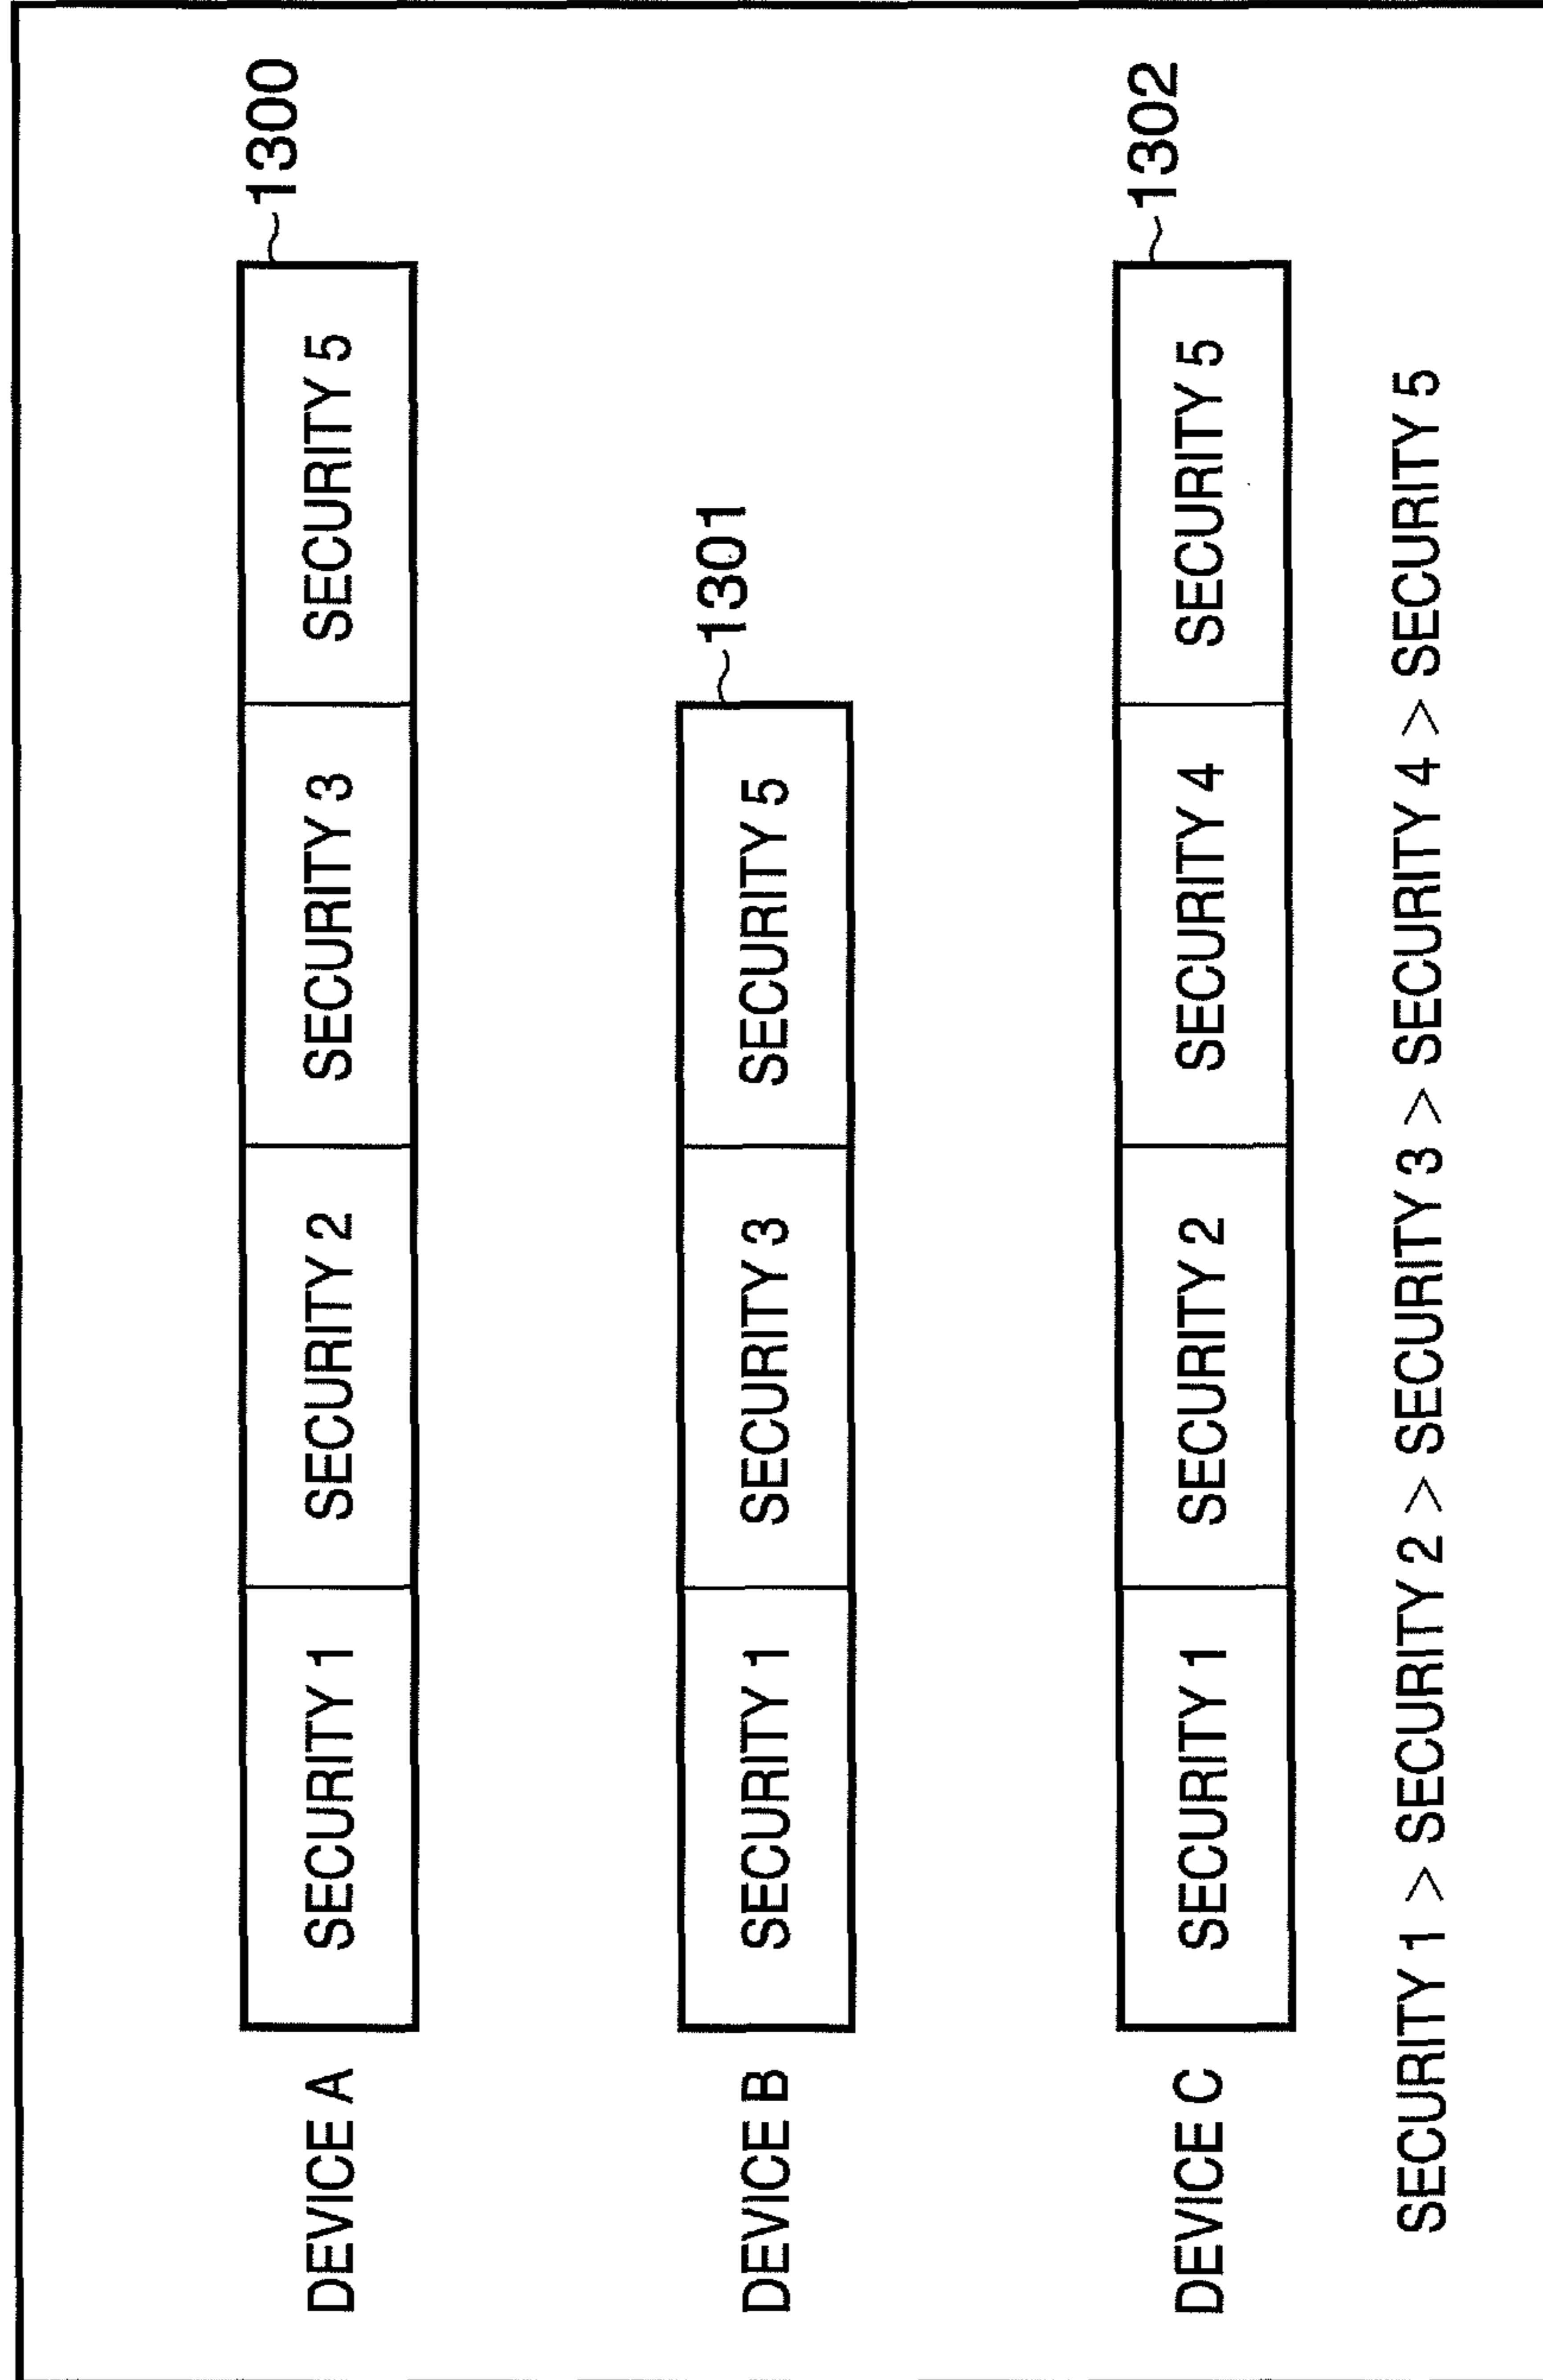 1300
DEVICE A SECURITY 1 SECURITY 2 SECURITY 3 SECURITY 5
1301
DEVICE B SECURITY 1 SECURITY 3 SECURITY 5
1302
DEVICE C SECURITY 1 SECURITY 2 SECURITY 4 SECURITY 5
SECURITY 1 > SECURITY 2 > SECURITY 3 > SECURITY 4 > SECURITY 5